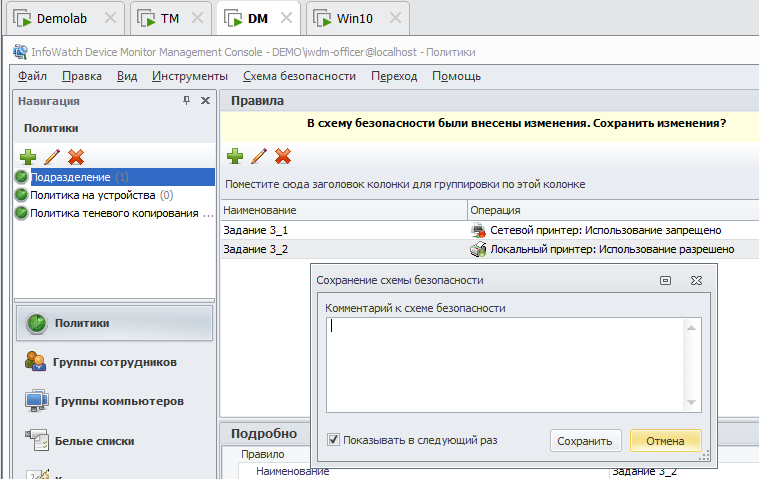 Demolab TM DM Win10
InfoWatch Device Monitor Management Console - DEMO\iwdm-officer@localhost - Политики
Файл Правка Вид Инструменты Схема безопасности Переход Помощь
Навигация
Политики
Подразделение (1)
Политика на устройства (0)
Политика теневого копирования ...
Политики
Группы сотрудников
Группы компьютеров
Белые списки
Правила
В схему безопасности были внесены изменения. Сохранить изменения?
Поместите сюда заголовок колонки для группировки по этой колонке
Наименование Операция
Задание 3_1 Сетевой принтер: Использование запрещено
Задание 3_2 Локальный принтер: Использование разрешено
Сохранение схемы безопасности
Комментарий к схеме безопасности
Показывать в следующий раз Сохранить Отмена
Подробно
Правило
Наименование Задание 3_2